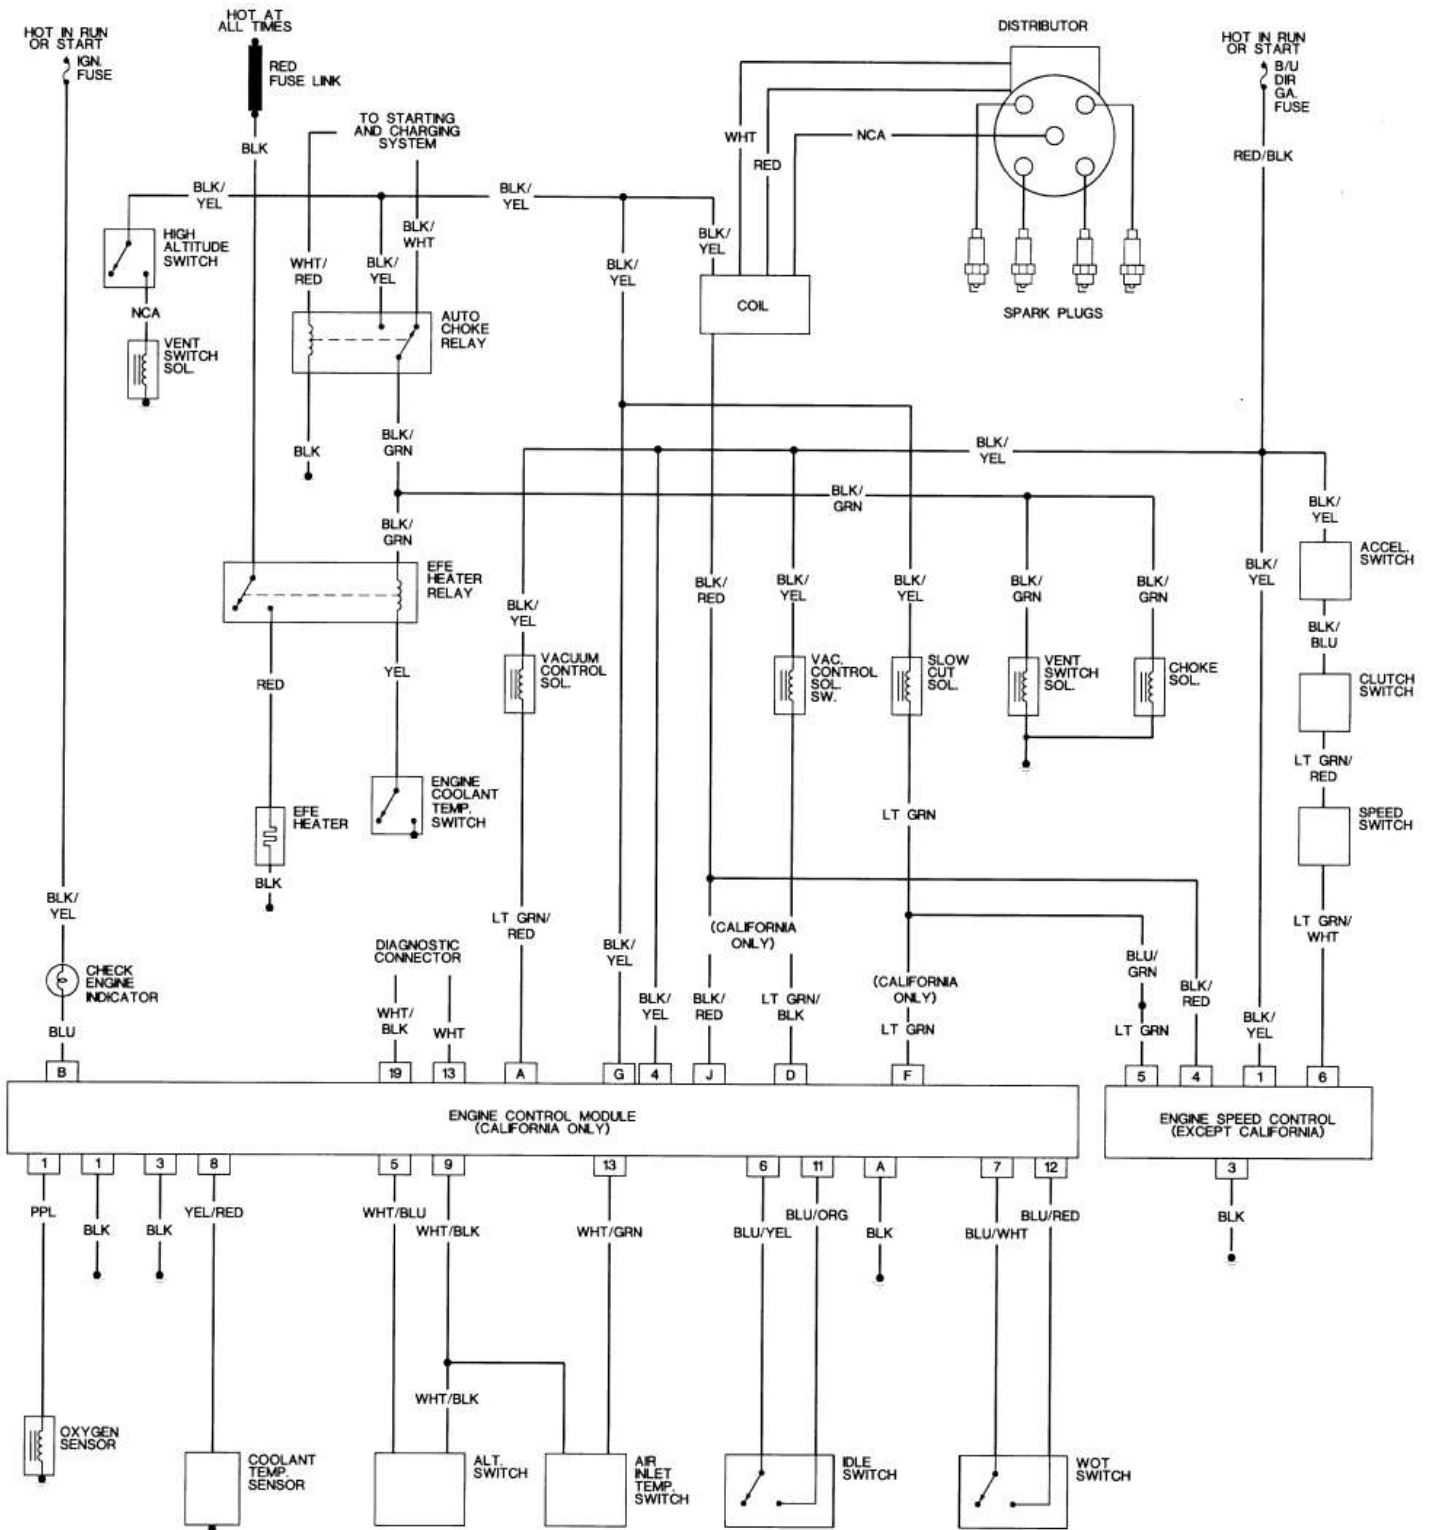 HOT IN RUN
OR START
IGN.
FUSE
HOT AT
ALL TIMES
RED
FUSE LINK
BLK
TO STARTING
AND CHARGING
SYSTEM
DISTRIBUTOR
WHT
RED
NCA
HOT IN RUN
OR START
B/U
DIR
GA.
FUSE
RED/BLK
BLK/
YEL
BLK/
YEL
BLK/
WHT
BLK/
YEL
HIGH
ALTITUDE
SWITCH
WHT/
RED
BLK/
YEL
BLK/
YEL
NCA
VENT
SWITCH
SOL.
AUTO
CHOKE
RELAY
COIL
SPARK PLUGS
BLK
BLK/
GRN
BLK/
YEL
BLK/
GRN
BLK/
GRN
BLK/
YEL
ACCEL.
SWITCH
EFE
HEATER
RELAY
BLK/
RED
BLK/
YEL
BLK/
YEL
BLK/
GRN
BLK/
GRN
BLK/
YEL
BLK/
YEL
BLK/
BLU
RED
YEL
VACUUM
CONTROL
SOL.
VAC.
CONTROL
SOL.
SW.
SLOW
CUT
SOL.
VENT
SWITCH
SOL.
CHOKE
SOL.
CLUTCH
SWITCH
LT GRN/
RED
EFE
HEATER
ENGINE
COOLANT
TEMP.
SWITCH
LT GRN
SPEED
SWITCH
BLK
BLK/
YEL
LT GRN/
RED
(CALIFORNIA
ONLY)
LT GRN/
WHT
DIAGNOSTIC
CONNECTOR
BLK/
YEL
BLU/
GRN
CHECK
ENGINE
INDICATOR
(CALIFORNIA
ONLY)
BLK/
RED
BLU
WHT/
BLK
WHT
BLK/
YEL
BLK/
RED
LT GRN/
BLK
LT GRN
LT GRN
BLK/
YEL
B 19 13 A G 4 J D F 5 4 1 6
ENGINE CONTROL MODULE
(CALIFORNIA ONLY)
ENGINE SPEED CONTROL
(EXCEPT CALIFORNIA)
1 1 3 8 5 9 13 6 11 A 7 12 3
PPL
BLK
BLK
YEL/RED
WHT/BLU
WHT/BLK
WHT/GRN
BLU/YEL
BLU/ORG
BLK
BLU/WHT
BLU/RED
BLK
WHT/BLK
OXYGEN
SENSOR
COOLANT
TEMP.
SENSOR
ALT.
SWITCH
AIR
INLET
TEMP.
SWITCH
IDLE
SWITCH
WOT
SWITCH